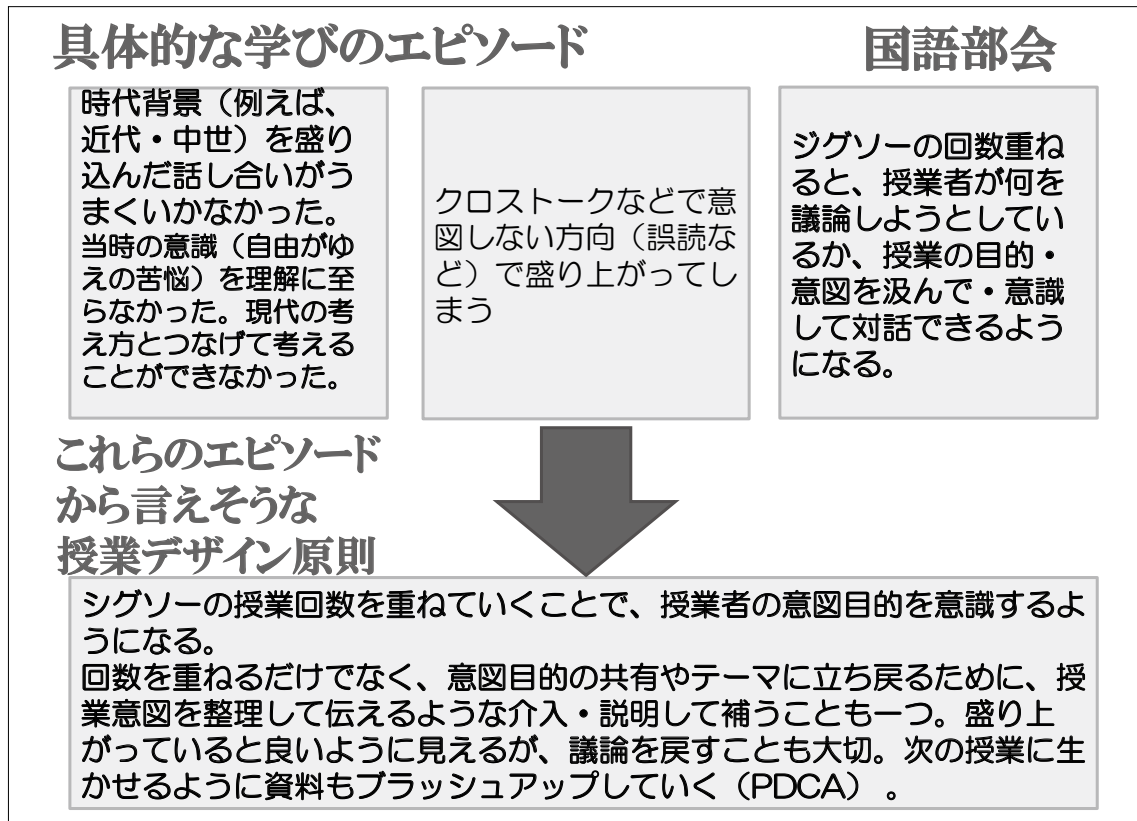 具体的な学びのエピソード
国語部会
時代背景（例えば、
近代・中世）を盛り
込んだ話し合いがう
まくいかなかった。
当時の意識（自由がゆ
えの苦悩）を理解に至
らなかった。現代の考
え方とつなげて考える
ことができなかった。
クロストークなどで意
図しない方向（誤読な
ど）で盛り上がってし
まう
ジグソーの回数重ね
ると、授業者が何を
議論しようとしてい
るか、授業の目的・
意図を汲んで・意識
して対話できるよう
になる。
これらのエピソード
から言えそうな
授業デザイン原則
シグソーの授業回数を重ねていくことで、授業者の意図目的を意識するよ
うになる。
回数を重ねるだけでなく、意図目的の共有やテーマに立ち戻るために、授
業意図を整理して伝えるような介入・説明して補うことも一つ。盛り上
がっていると良いように見えるが、議論を戻すことも大切。次の授業に生
かせるように資料もブラッシュアップしていく（PDCA）。